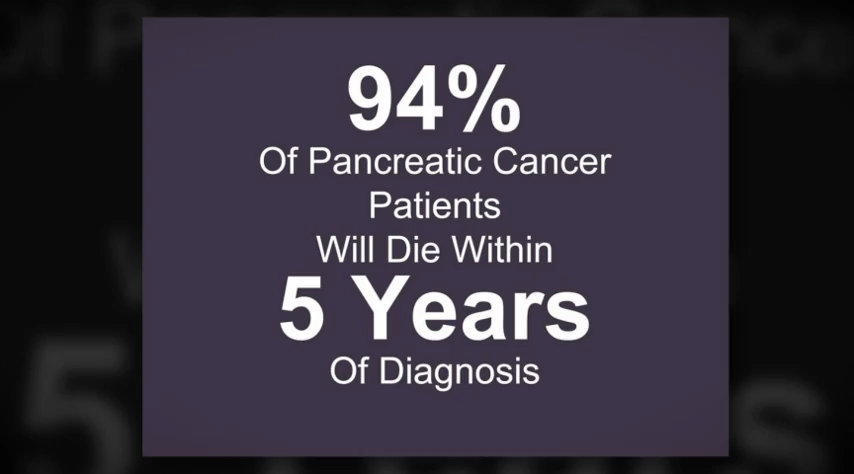 94%
Of Pancreatic Cancer
Patients
Will Die Within
5 Years
Of Diagnosis